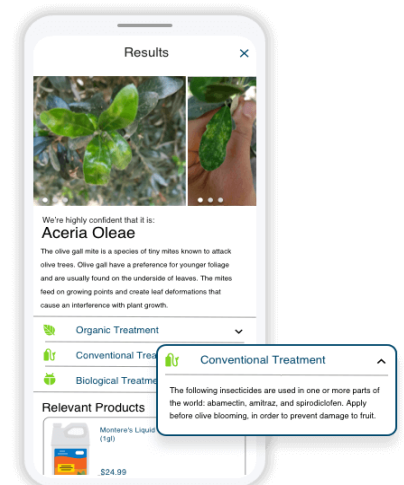 Results
We're highly confident that it is:
Aceria Oleae
The olive gall mite is a species of tiny mites known to attack
olive trees. Olive gall have a preference for younger foliage
and are usually found on the underside of leaves. The mites
feed on growing points and create leaf deformations that
cause an interference with plant growth.
Organic Treatment
Conventional Trea
Biological Treatme
Conventional Treatment
The following insecticides are used in one or more parts of
the world: abamectin, amitraz, and spirodiclofen. Apply
before olive blooming, in order to prevent damage to fruit.
Relevant Products
Montere's Liquid
(1gl)
$24.99